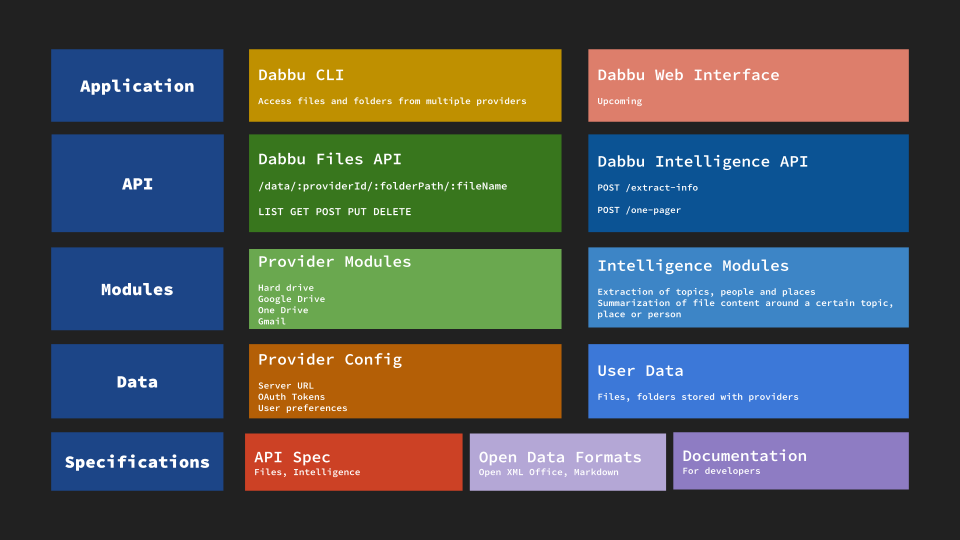 Application
Dabbu CLI
Access files and folders from multiple providers
Dabbu Web Interface
Upcoming
API
Dabbu Files API
/data/:providerId/:folderPath/:fileName
LIST GET POST PUT DELETE
Dabbu Intelligence API
POST /extract-info
POST /one-pager
Modules
Provider Modules
Hard drive
Google Drive
One Drive
Gmail
Intelligence Modules
Extraction of topics, people and places
Summarization of file content around a certain topic,
place or person
Data
Provider Config
Server URL
OAuth Tokens
User preferences
User Data
Files, folders stored with providers
Specifications
API Spec
Files, Intelligence
Open Data Formats
Open XML Office, Markdown
Documentation
For developers